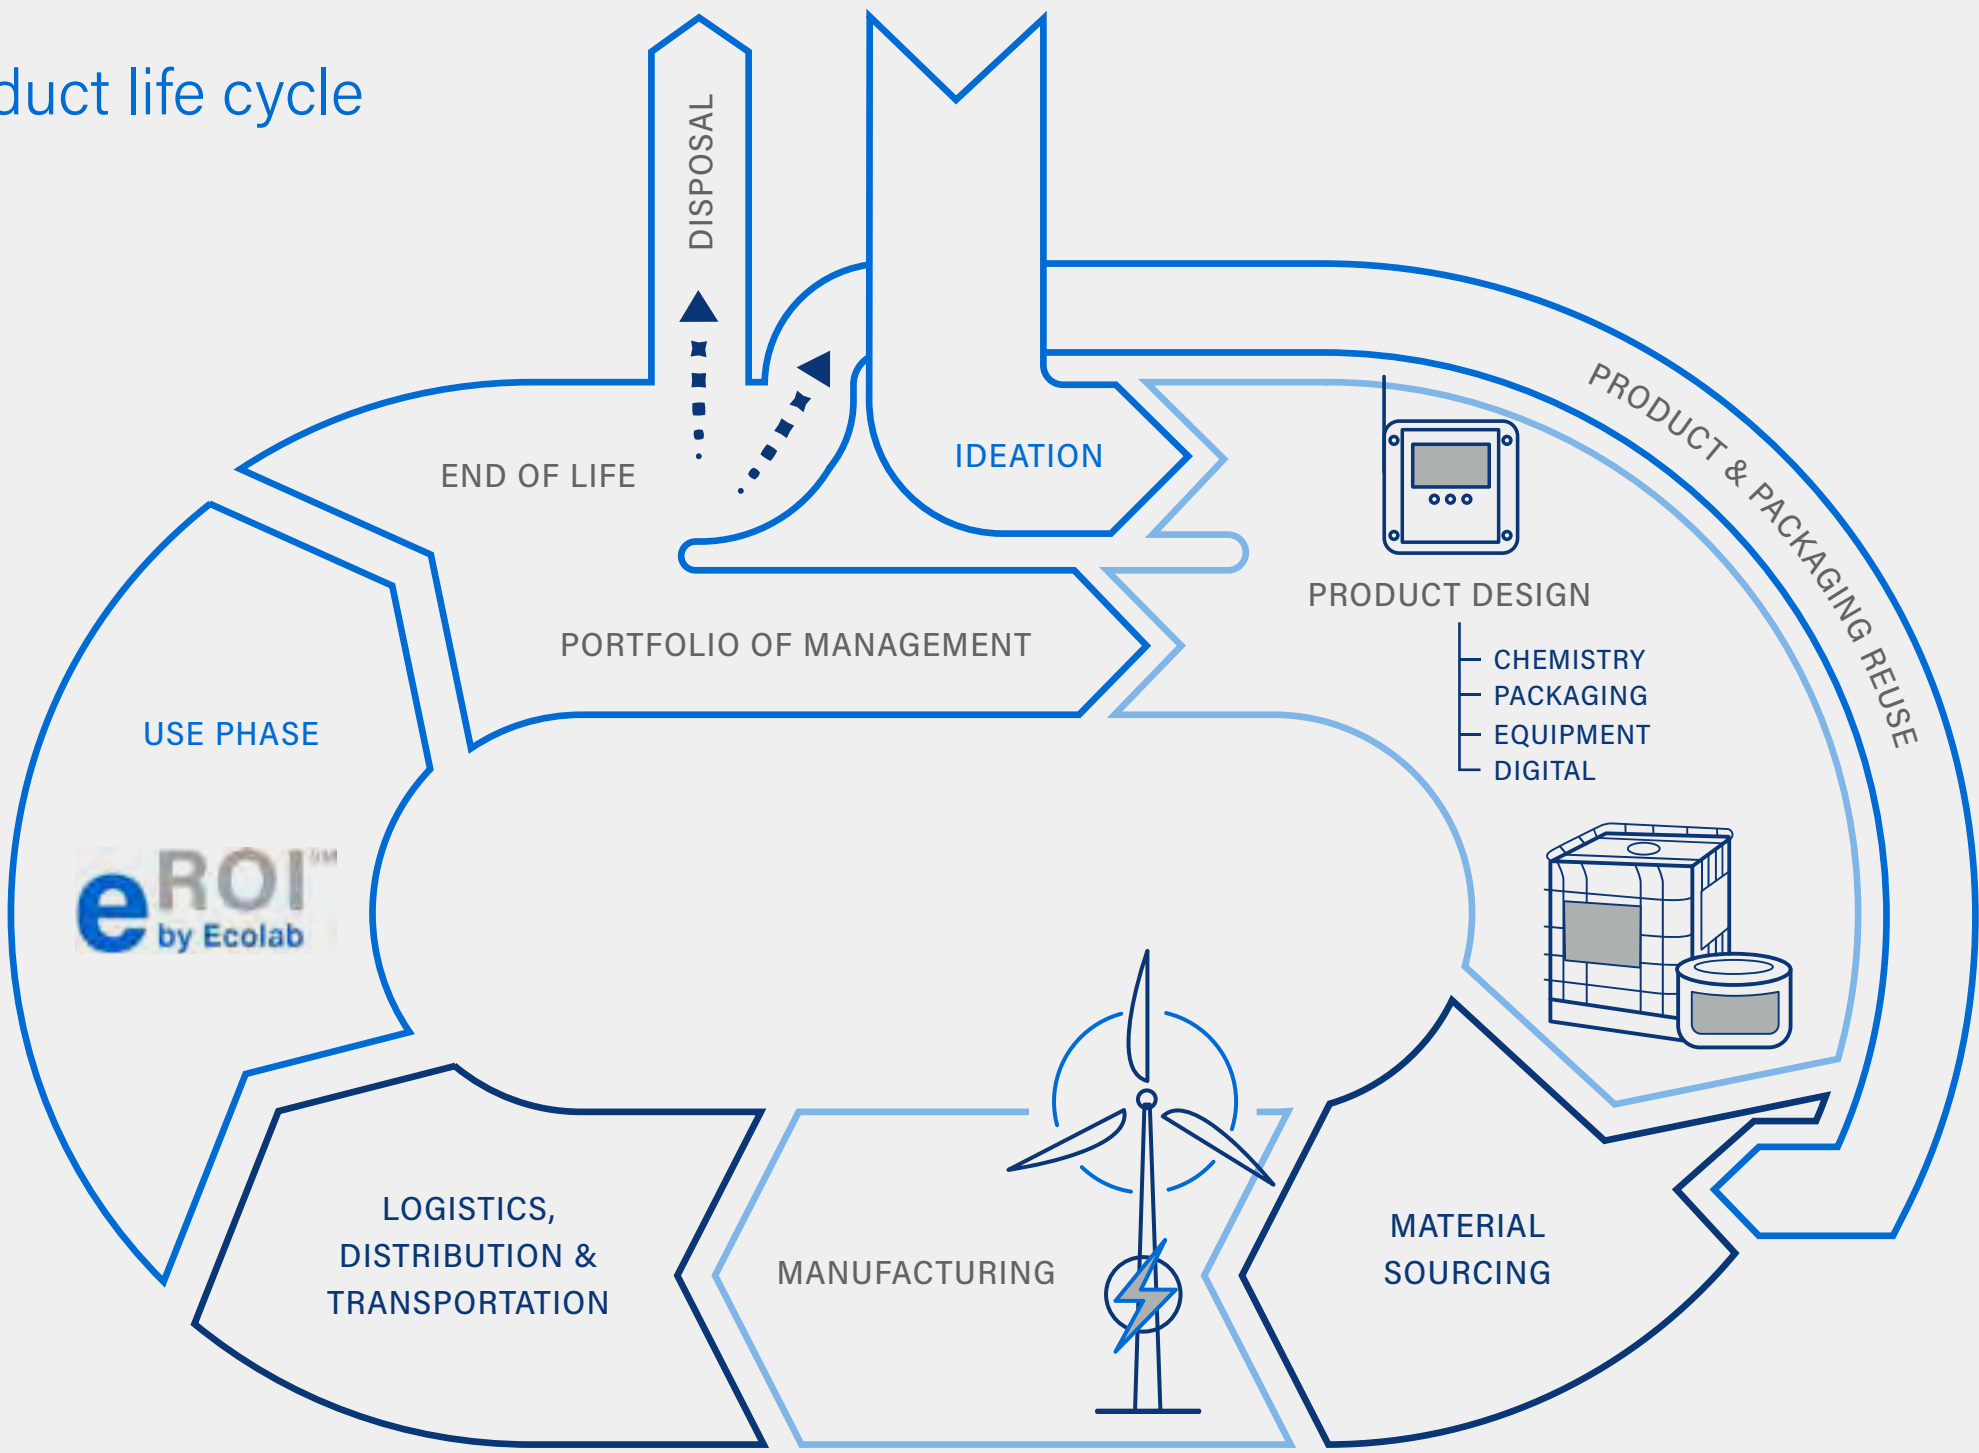 duct life cycle
DISPOSAL
IDEATION
END OF LIFE
PORTFOLIO OF MANAGEMENT
PRODUCT & PACKAGING REUSE
PRODUCT DESIGN
CHEMISTRY
PACKAGING
EQUIPMENT
DIGITAL
USE PHASE
eROI
by Ecolab
LOGISTICS,
DISTRIBUTION &
TRANSPORTATION
MANUFACTURING
MATERIAL
SOURCING